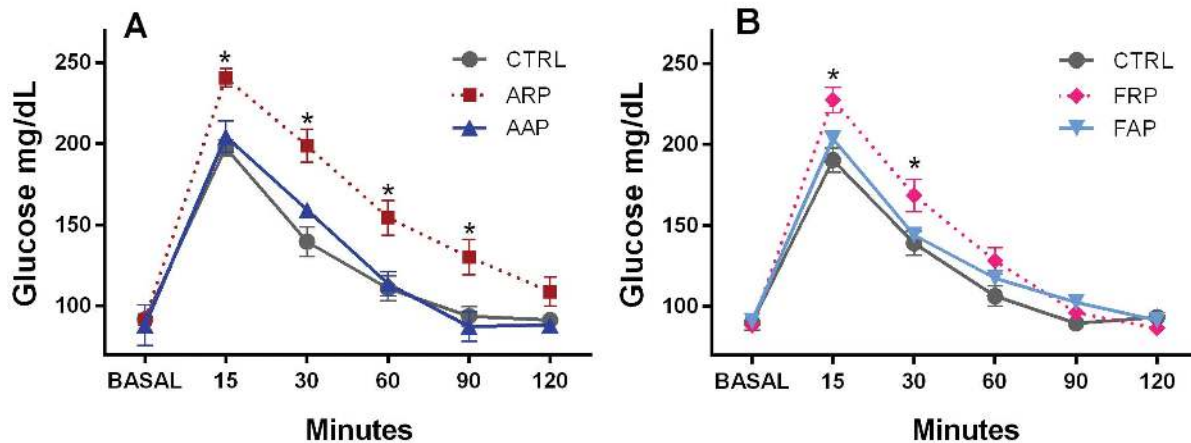 A
Glucose mg/dL
250
200
150
100
*
*
*
*
CTRL
ARP
AAP
BASAL 15 30 60 90 120
Minutes
B
Glucose mg/dL
250
200
150
100
*
*
CTRL
FRP
FAP
BASAL 15 30 60 90 120
Minutes